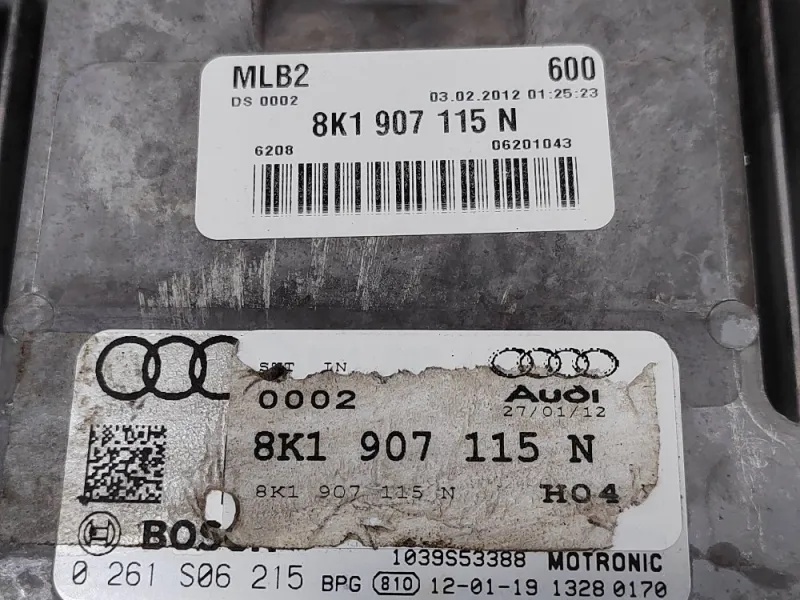 MLB2 600
DS 0002 03.02.2012 01:25:23
8K1 907 115 N
6208 06201043
IN
0002 Audi
27/01/12
8K1 907 115 N
8K1 907 115 N H04
1039S53388 MOTRONIC
0 261 S06 215 BPG 810 12-01-19 1328 0170